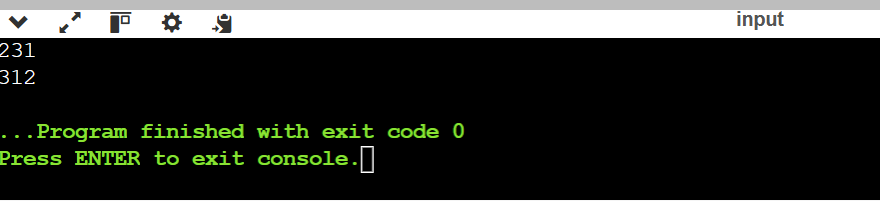 input
231
312
...Program finished with exit code 0
Press ENTER to exit console.